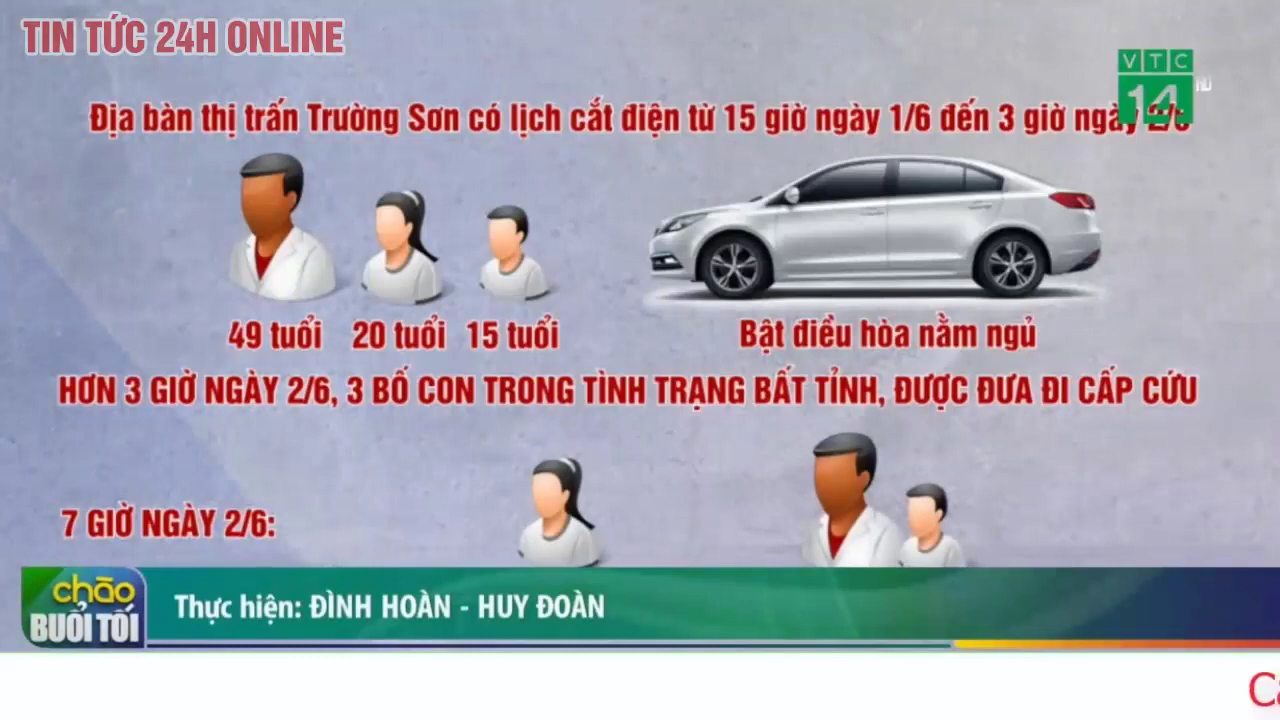 TIN TỨC 24H ONLINE
VTC
14
HD
Địa bàn thị trấn Trường Sơn có lịch cắt điện từ 15 giờ ngày 1/6 đến 3 giờ ngày
49 tuổi 20 tuổi 15 tuổi
Bật điều hòa nằm ngủ
HƠN 3 GIỜ NGÀY 2/6, 3 BỐ CON TRONG TÌNH TRẠNG BẤT TỈNH, ĐƯỢC ĐƯA ĐI CẤP CỨU
7 GIỜ NGÀY 2/6:
chào
BUỔI TỐI
Thực hiện: ĐÌNH HOÀN - HUY ĐOÀN